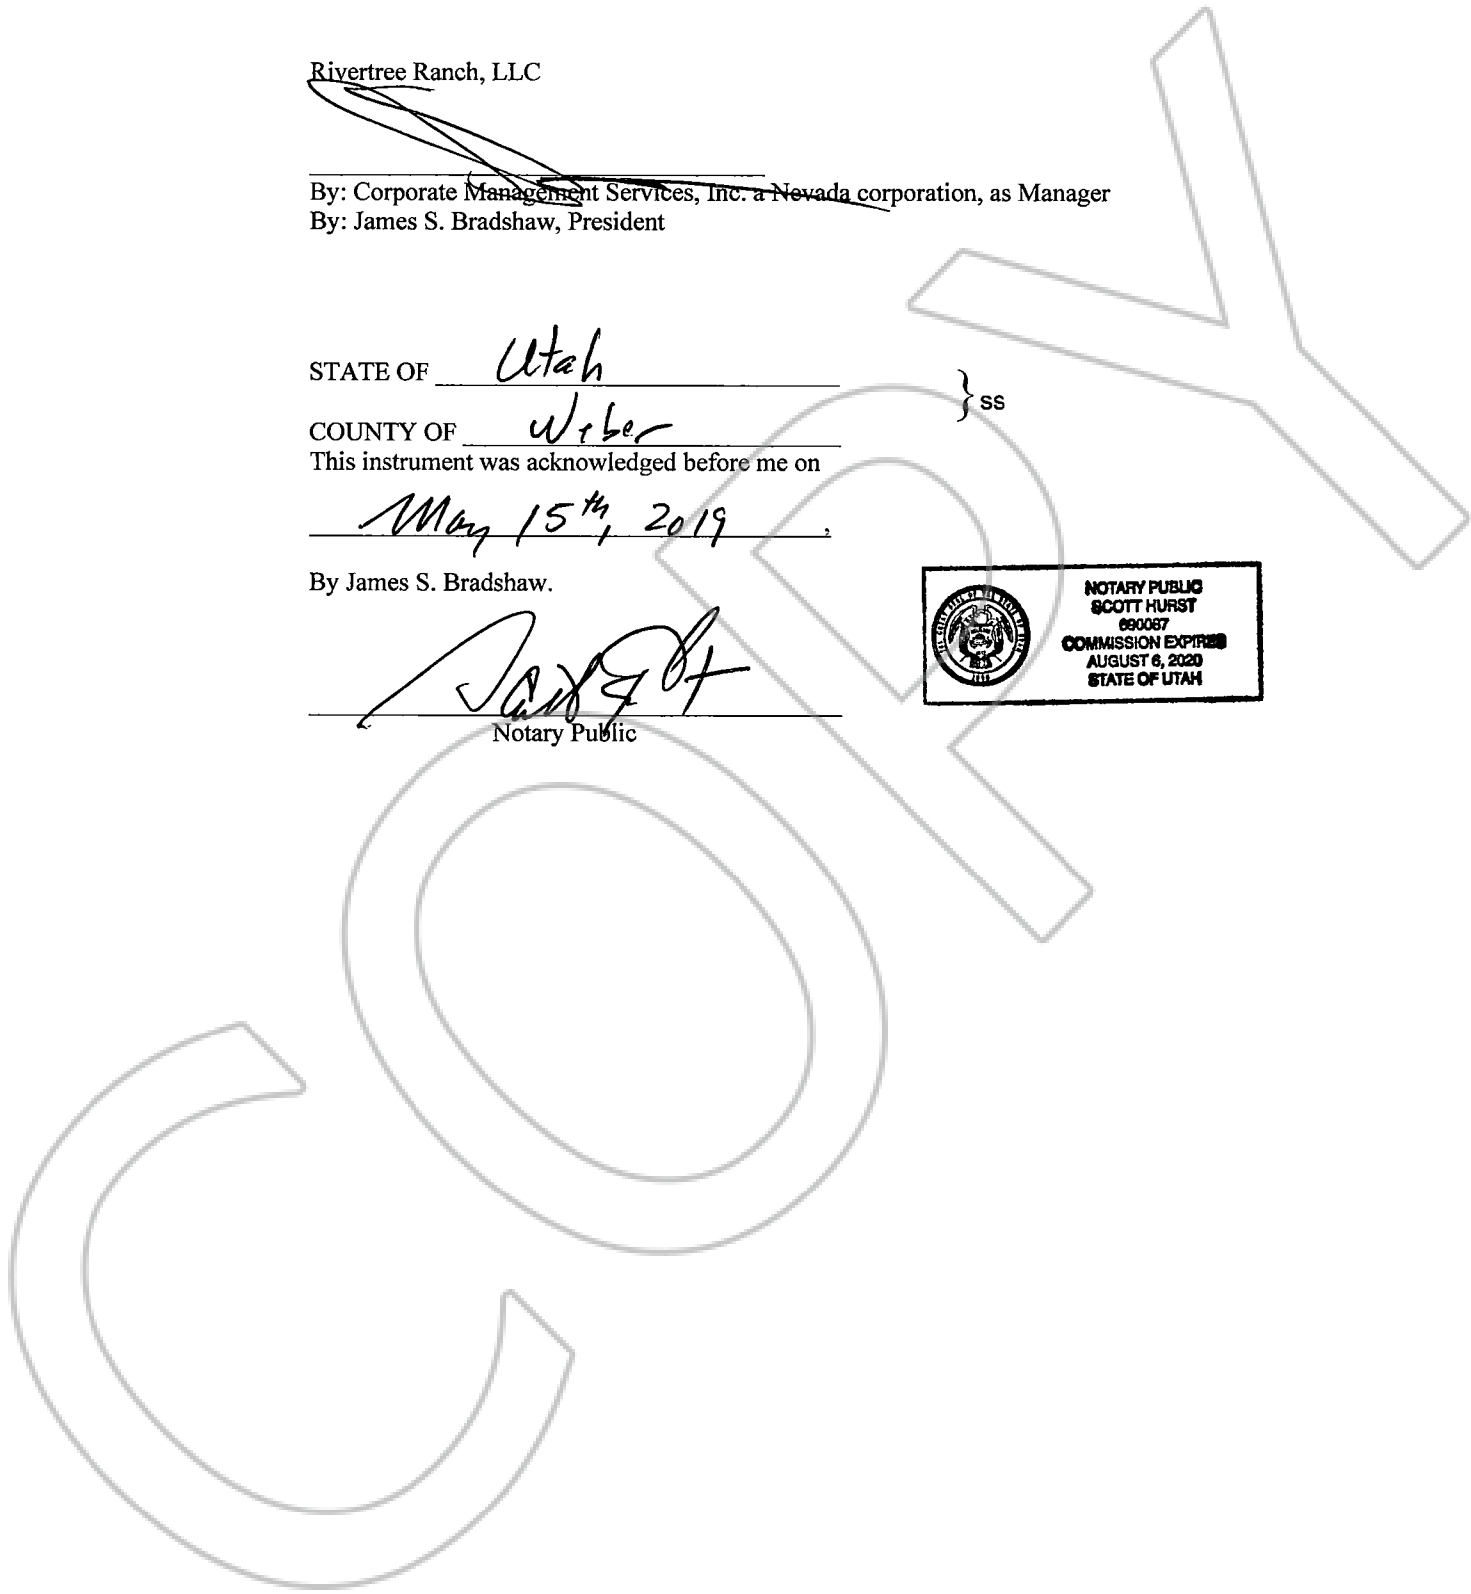 Rivertree Ranch, LLC
By: Corporate Management Services, Inc. a Nevada corporation, as Manager
By: James S. Bradshaw, President
STATE OF Utah
} ss
COUNTY OF Weber
This instrument was acknowledged before me on
May 15th, 2019 ,
By James S. Bradshaw.
NOTARY PUBLIC
SCOTT HURST
690087
COMMISSION EXPIRES
AUGUST 6, 2020
STATE OF UTAH
Notary Public
COPY